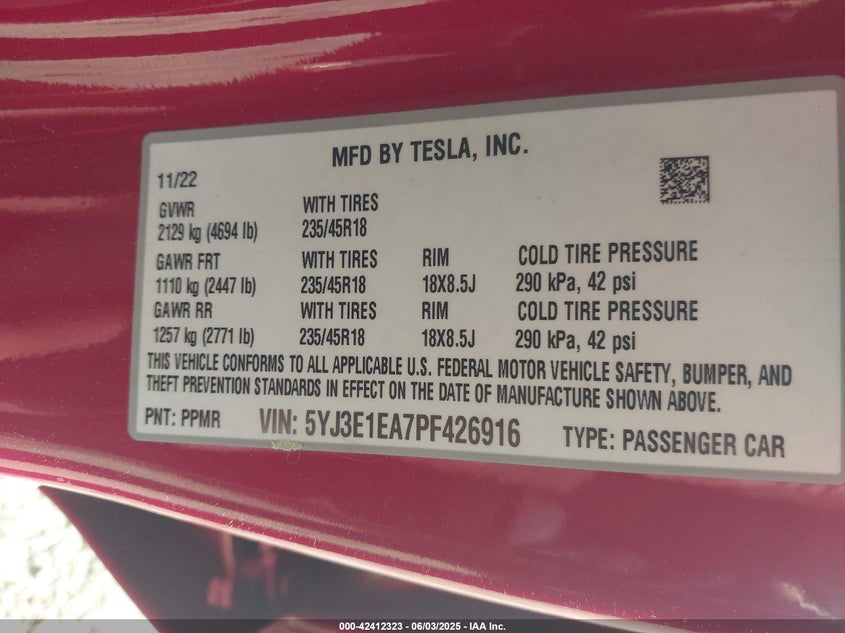 MFD BY TESLA, INC.
11/22
GVWR WITH TIRES
2129 kg (4694 lb) 235/45R18
GAWR FRT WITH TIRES RIM COLD TIRE PRESSURE
1110 kg (2447 lb) 235/45R18 18X8.5J 290 kPa, 42 psi
GAWR RR WITH TIRES RIM COLD TIRE PRESSURE
1257 kg (2771 lb) 235/45R18 18X8.5J 290 kPa, 42 psi
THIS VEHICLE CONFORMS TO ALL APPLICABLE U.S. FEDERAL MOTOR VEHICLE SAFETY, BUMPER, AND
THEFT PREVENTION STANDARDS IN EFFECT ON THE DATE OF MANUFACTURE SHOWN ABOVE.
PNT: PPMR VIN: 5YJ3E1EA7PF426916 TYPE: PASSENGER CAR
000-42412323 - 06/03/2025 - IAA Inc.